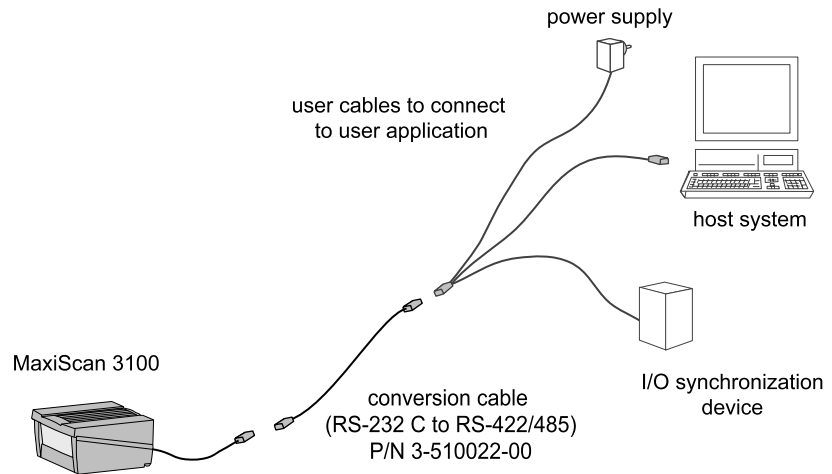 power supply
user cables to connect
to user application
host system
MaxiScan 3100
I/O synchronization
device
conversion cable
(RS-232 C to RS-422/485)
P/N 3-510022-00